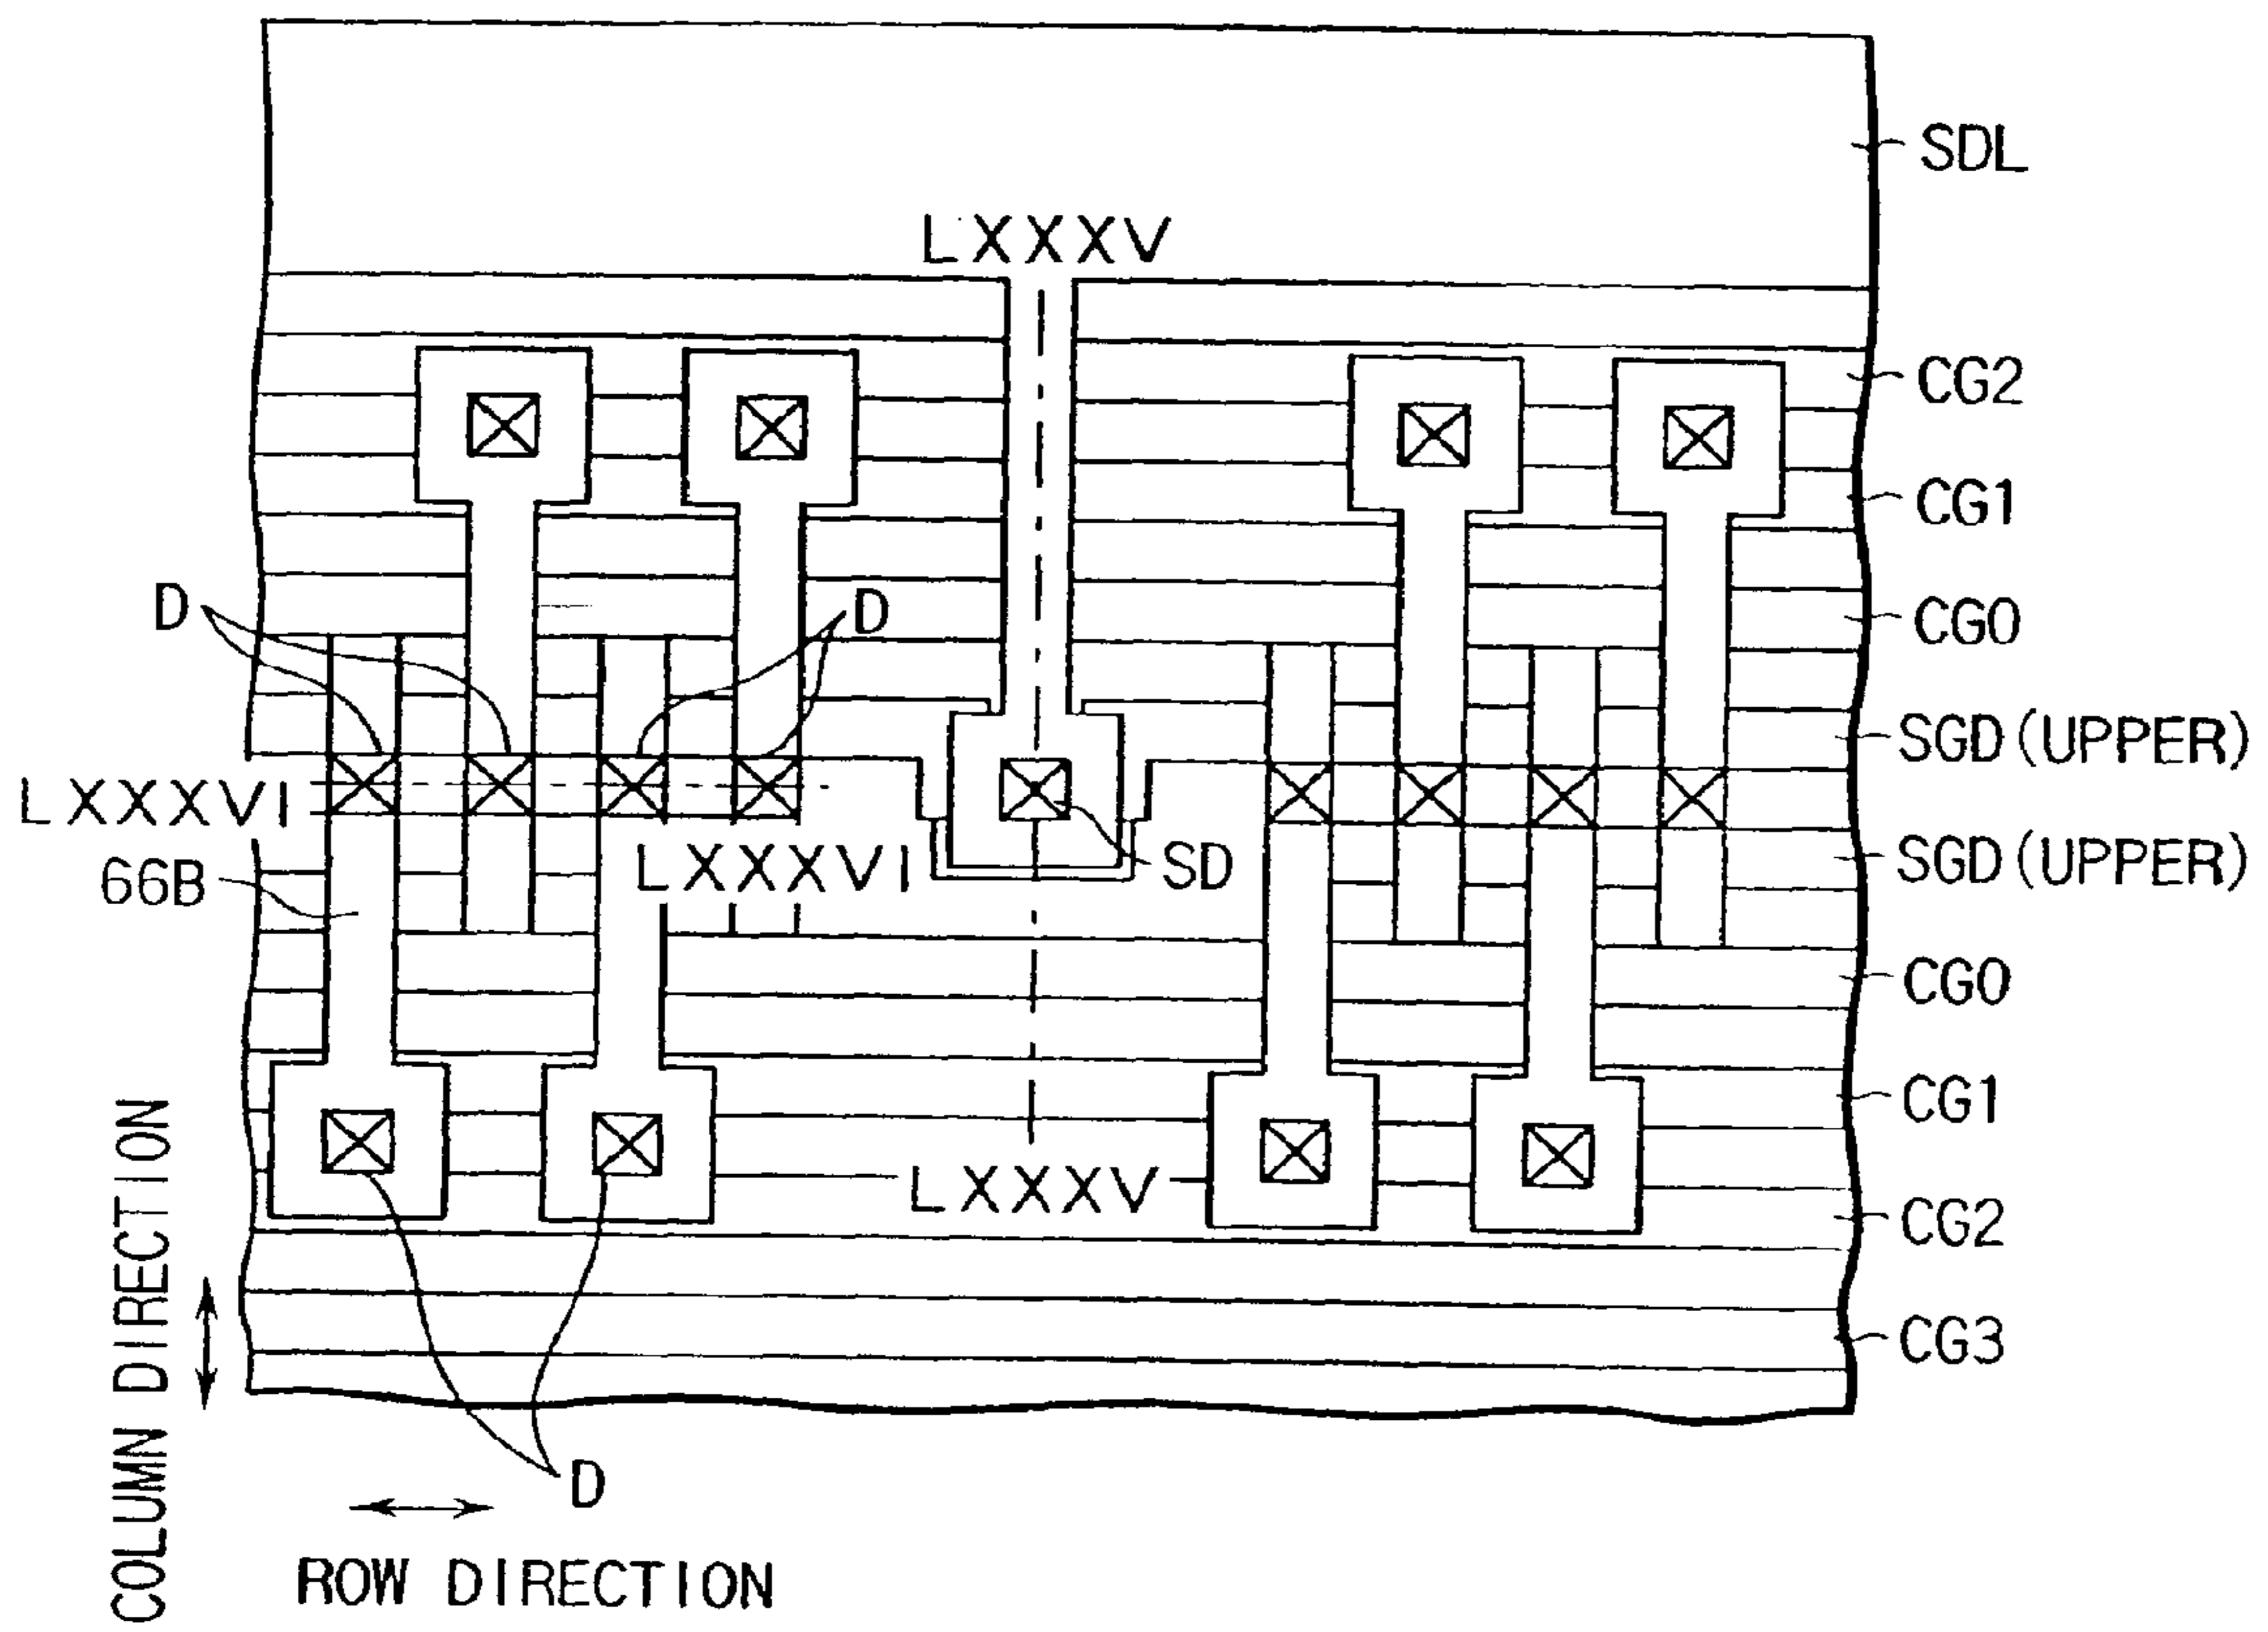 SDL
LXXXV
CG2
CG1
D
D
CG0
SGD (UPPER)
LXXXVI
66B
LXXXVI
SD
SGD (UPPER)
CG0
CG1
LXXXV
CG2
CG3
D
COLUMN DIRECTION
ROW DIRECTION